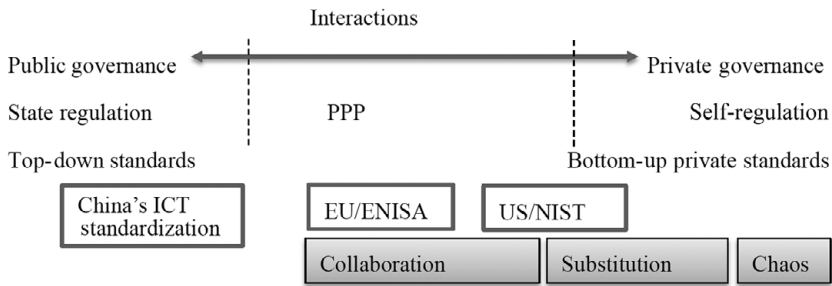 Interactions
Public governance
Private governance
State regulation
PPP
Self-regulation
Top-down standards
Bottom-up private standards
China’s ICT
standardization
EU/ENISA
US/NIST
Collaboration
Substitution
Chaos